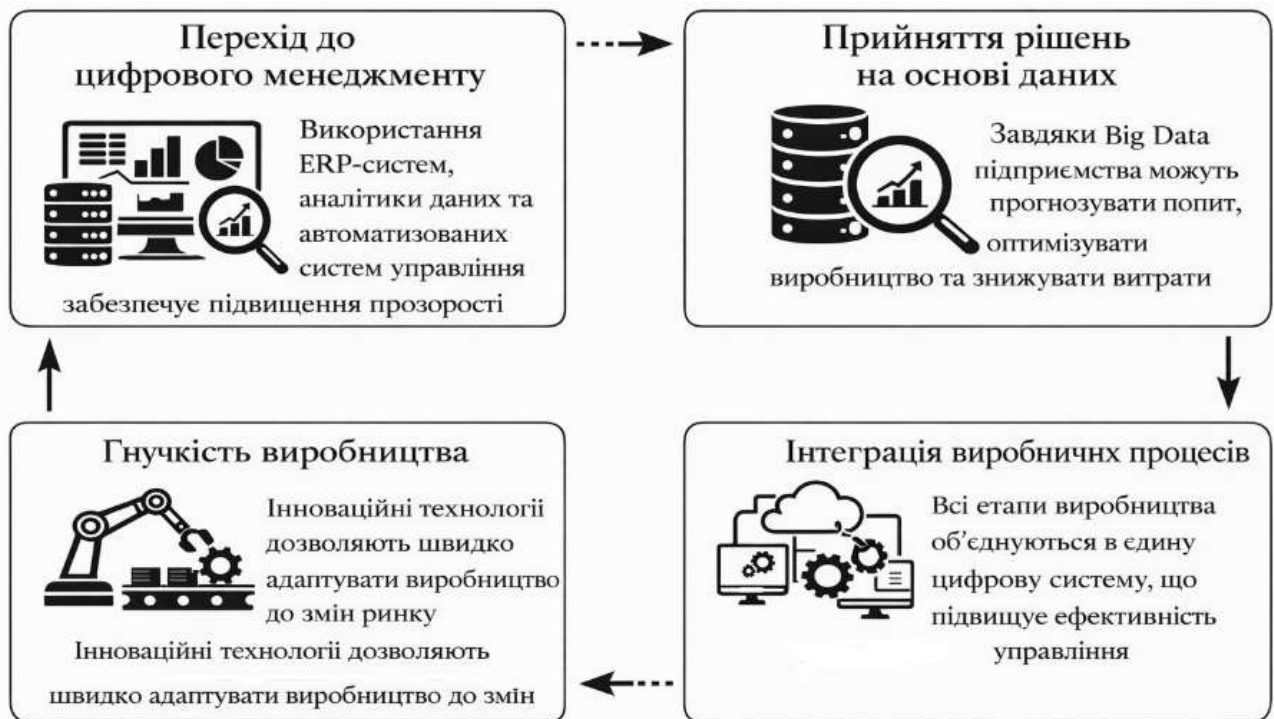 Перехід до
цифрового менеджменту
Використання
ERP-систем,
аналітики даних та
автоматизованих
систем управління
забезпечує підвищення прозорості
Прийняття рішень
на основі даних
Завдяки Big Data
підприємства можуть
прогнозувати попит,
оптимізувати
виробництво та знижувати витрати
Гнучкість виробництва
Інноваційні технології
дозволяють швидко
адаптувати виробництво
до змін ринку
Інноваційні технології дозволяють
швидко адаптувати виробництво до змін
Інтеграція виробничнх процесів
Всі етапи виробництва
об’єднуються в єдину
цифрову систему, що
підвищує ефективність
управління